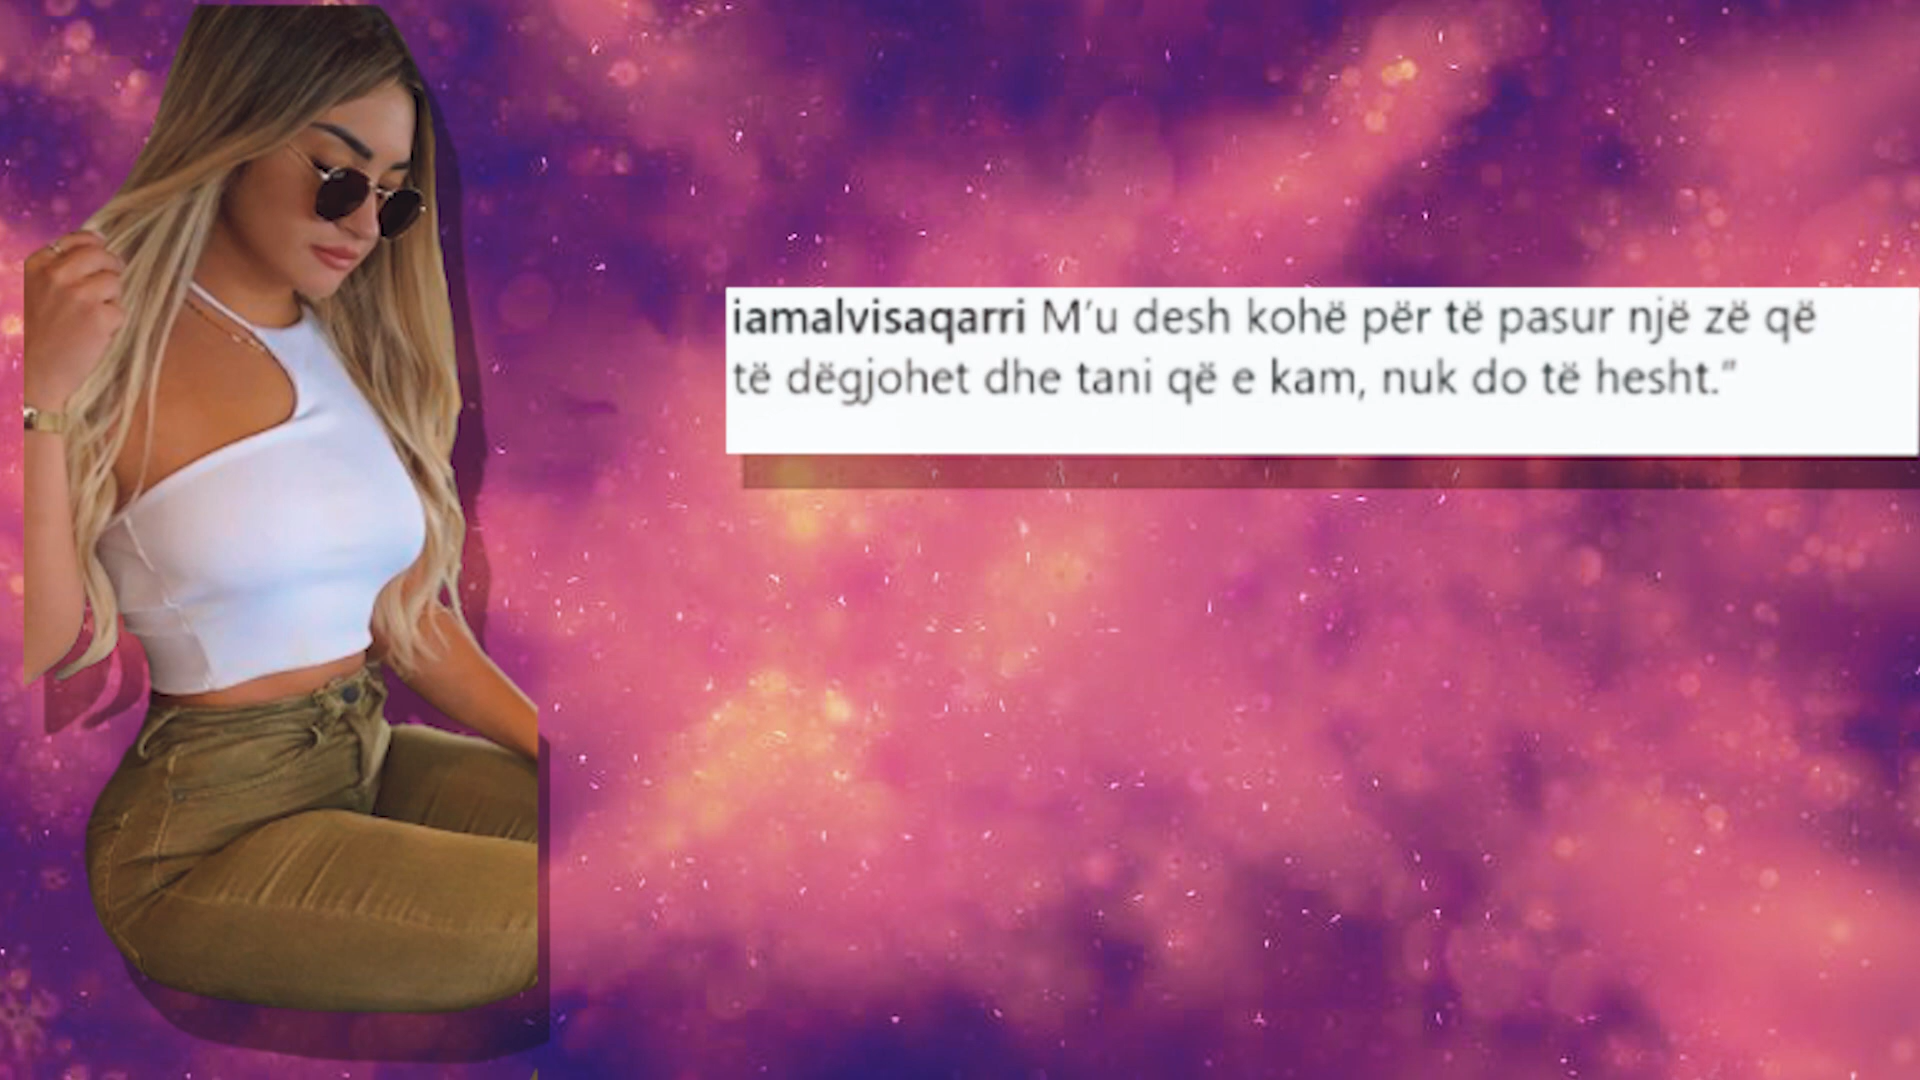 iamalvisaqarri M’u desh kohë për të pasur një zë që
të dëgjohet dhe tani që e kam, nuk do të hesht.”